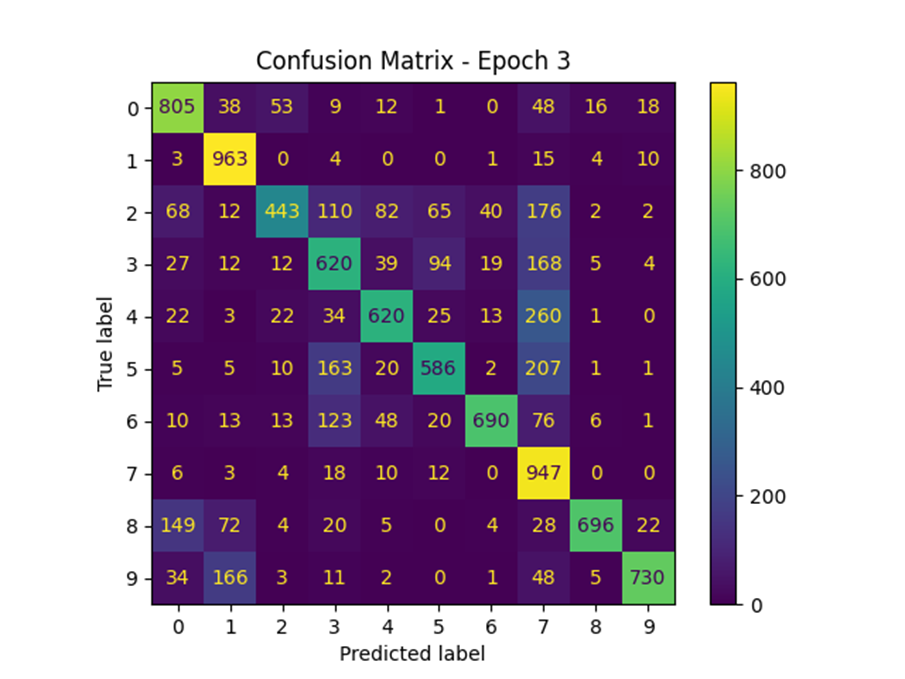 Confusion Matrix - Epoch 3
0 805 38 53 9 12 1 0 48 16 18
1 3 963 0 4 0 0 1 15 4 10
2 68 12 443 110 82 65 40 176 2 2
3 27 12 12 620 39 94 19 168 5 4
4 22 3 22 34 620 25 13 260 1 0
5 5 5 10 163 20 586 2 207 1 1
6 10 13 13 123 48 20 690 76 6 1
7 6 3 4 18 10 12 0 947 0 0
8 149 72 4 20 5 0 4 28 696 22
9 34 166 3 11 2 0 1 48 5 730
0 1 2 3 4 5 6 7 8 9
Predicted label
True label
800
600
400
200
0